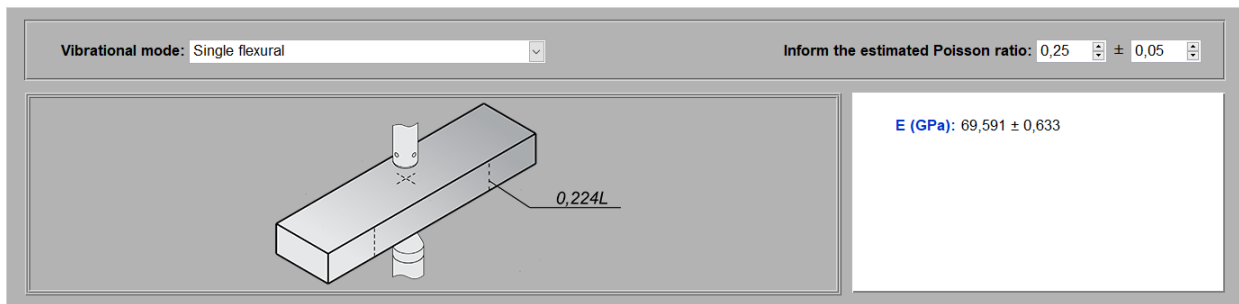 Vibrational mode: Single flexural
Inform the estimated Poisson ratio: 0,25 ± 0,05
0,224L
E (GPa): 69,591 ± 0,633